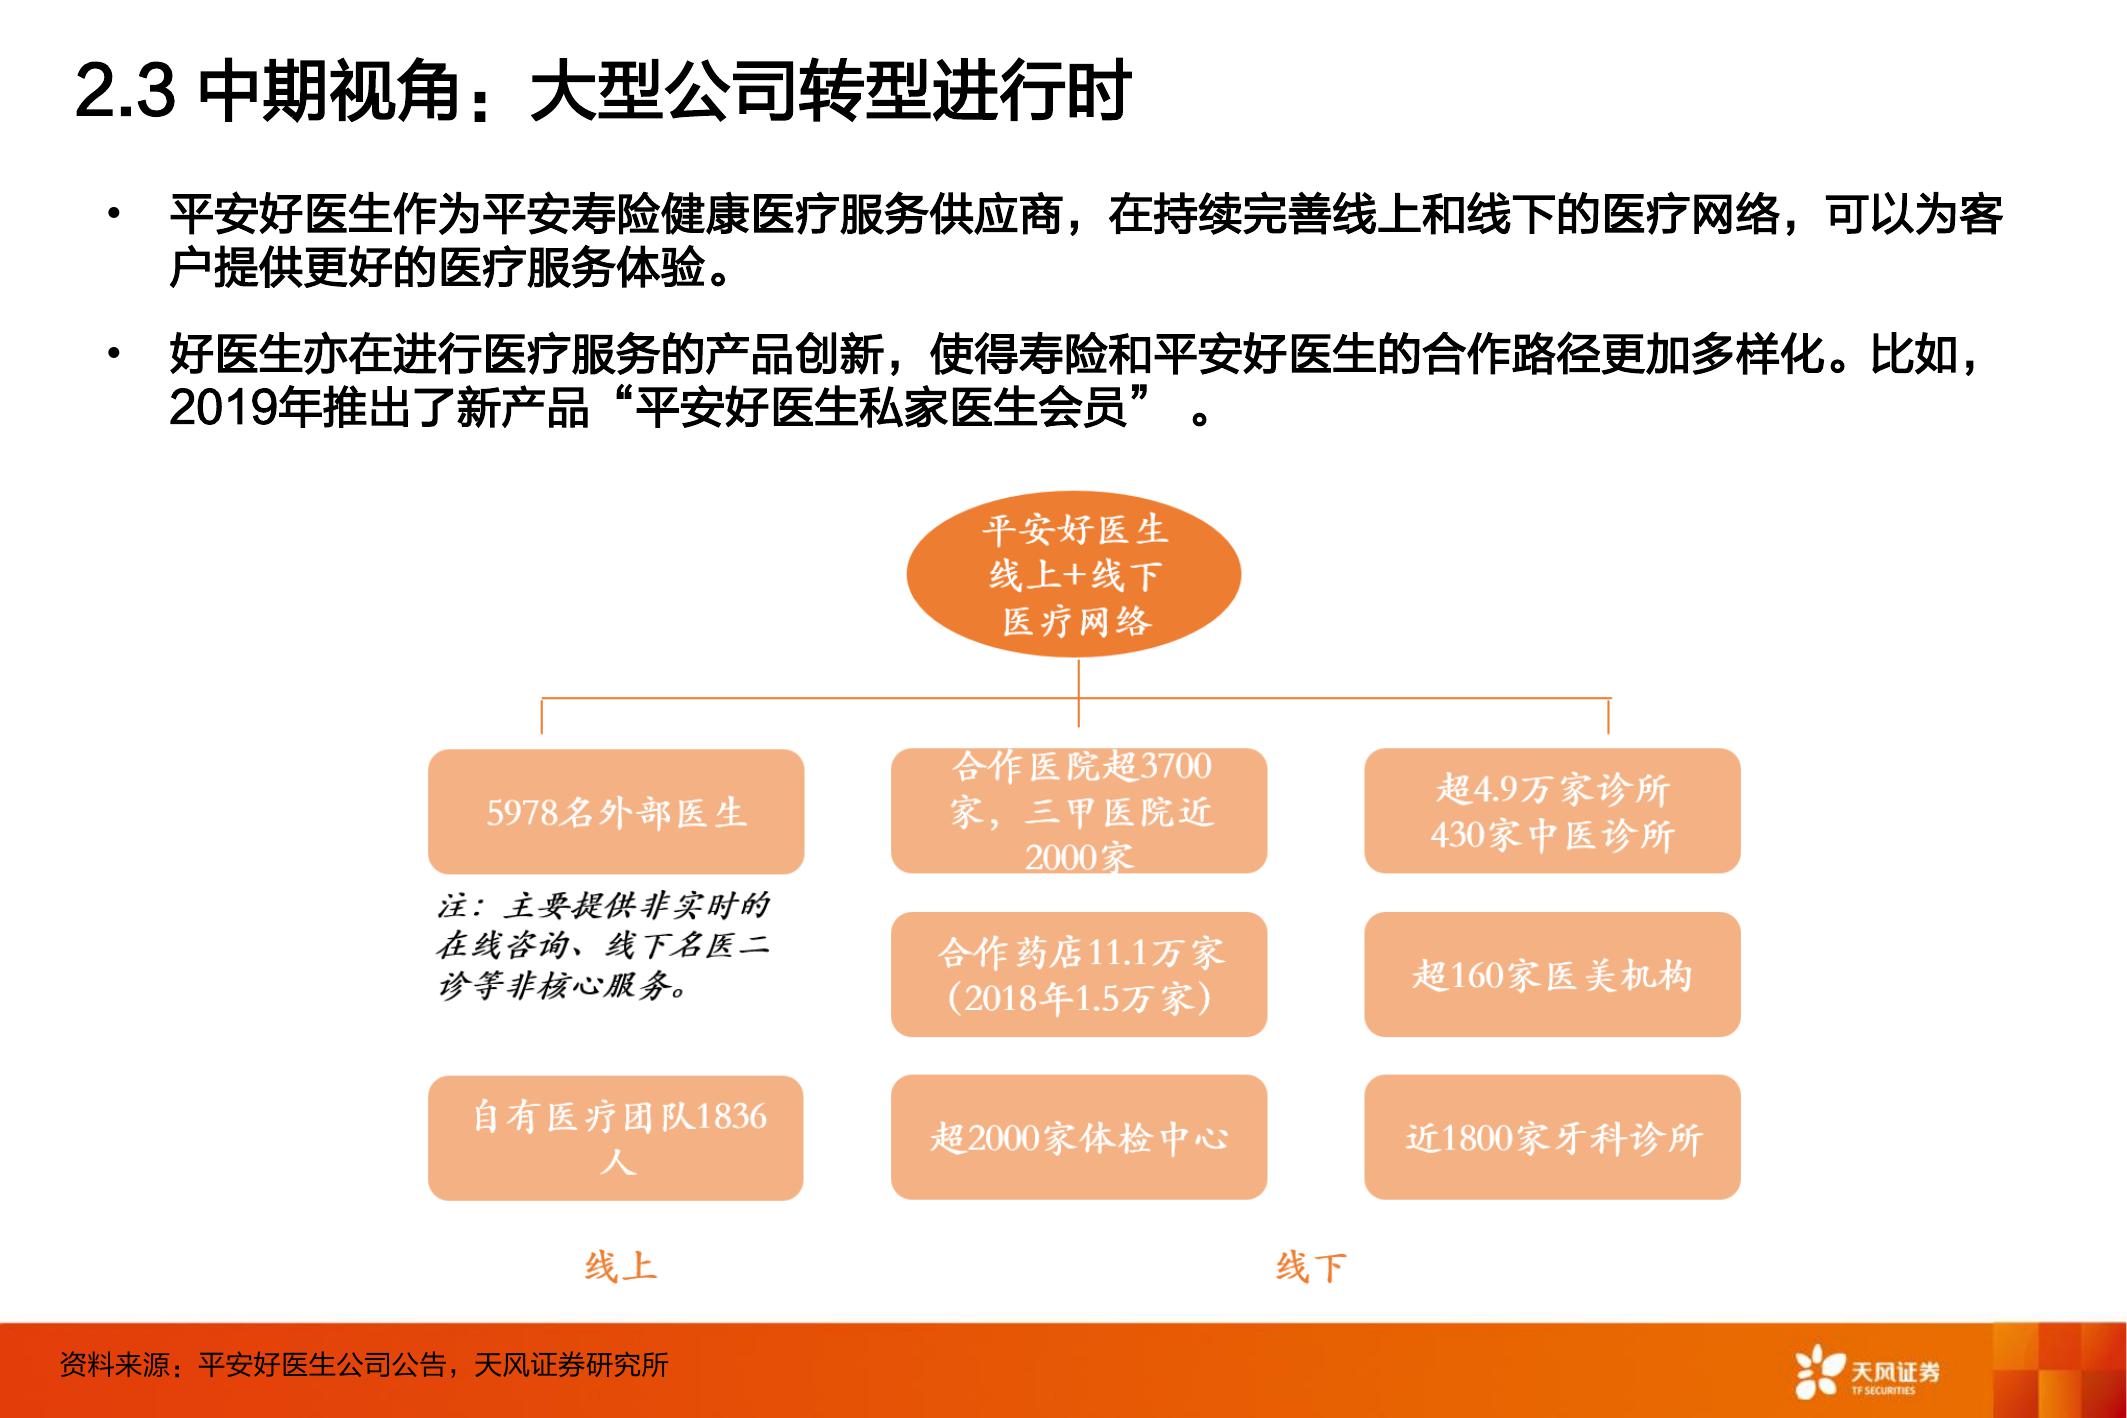 2.3 中期视角：大型公司转型进行时
• 平安好医生作为平安寿险健康医疗服务供应商，在持续完善线上和线下的医疗网络，可以为客
户提供更好的医疗服务体验。
• 好医生亦在进行医疗服务的产品创新，使得寿险和平安好医生的合作路径更加多样化。比如，
2019年推出了新产品“平安好医生私家医生会员” 。
平安好医生
线上+线下
医疗网络
5978名外部医生
注：主要提供非实时的
在线咨询、线下名医二
诊等非核心服务。
自有医疗团队1836
人
线上
合作医院超3700
家，三甲医院近
2000家
合作药店11.1万家
（2018年1.5万家）
超2000家体检中心
超4.9万家诊所
430家中医诊所
超160家医美机构
近1800家牙科诊所
线下
资料来源：平安好医生公司公告，天风证券研究所
天风证券
TF SECURITIES